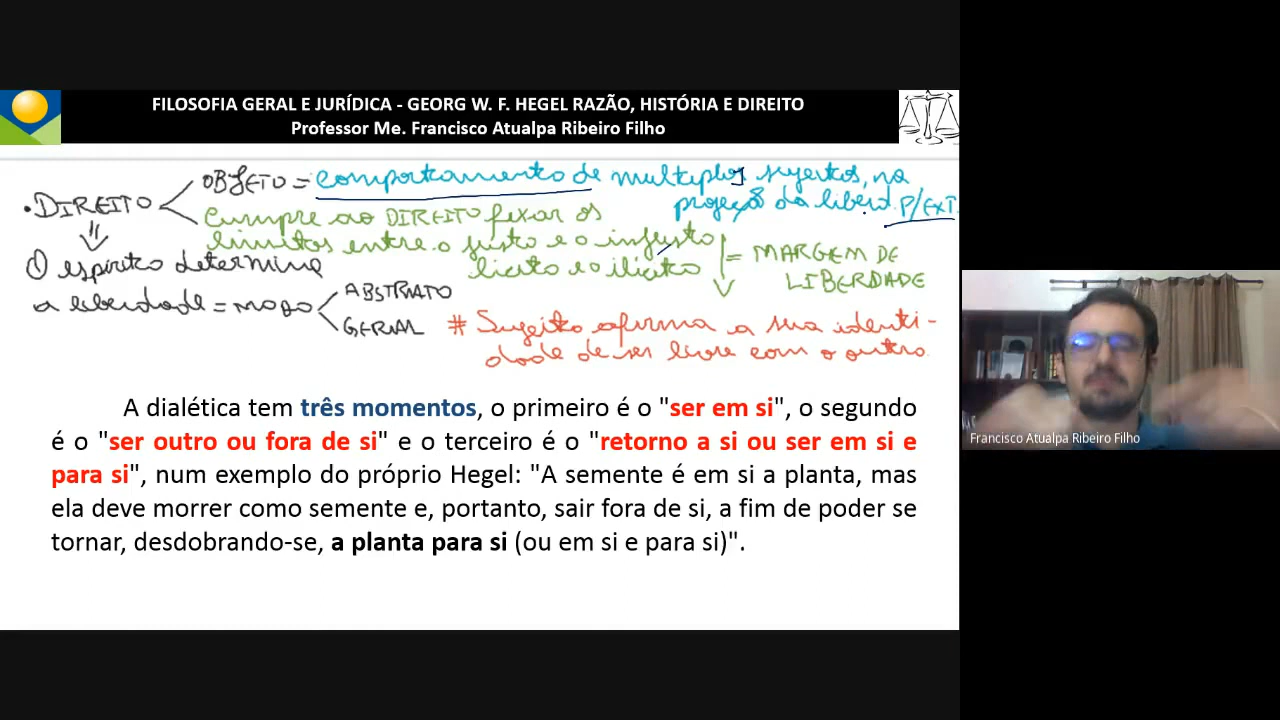 FILOSOFIA GERAL E JURÍDICA - GEORG W. F. HEGEL RAZÃO, HISTÓRIA E DIREITO
Professor Me. Francisco Atualpa Ribeiro Filho
. DIREITO
OBJETO = comportamento de multiplos sujeitos, na
projeção da liberd. P/ EXT.
Cumpre ao DIREITO fixar os
limites entre o justo e o injusto
licito e o ilicito
= MARGEM DE
LIBERDADE
O espirito determina
a liberdade = modo
ABSTRATO
GERAL
# Sujeito afirma a sua identi-
dade de ser livre com o outro.
A dialética tem três momentos, o primeiro é o "ser em si", o segundo
é o "ser outro ou fora de si" e o terceiro é o "retorno a si ou ser em si e
para si", num exemplo do próprio Hegel: "A semente é em si a planta, mas
ela deve morrer como semente e, portanto, sair fora de si, a fim de poder se
tornar, desdobrando-se, a planta para si (ou em si e para si)".
Francisco Atualpa Ribeiro Filho